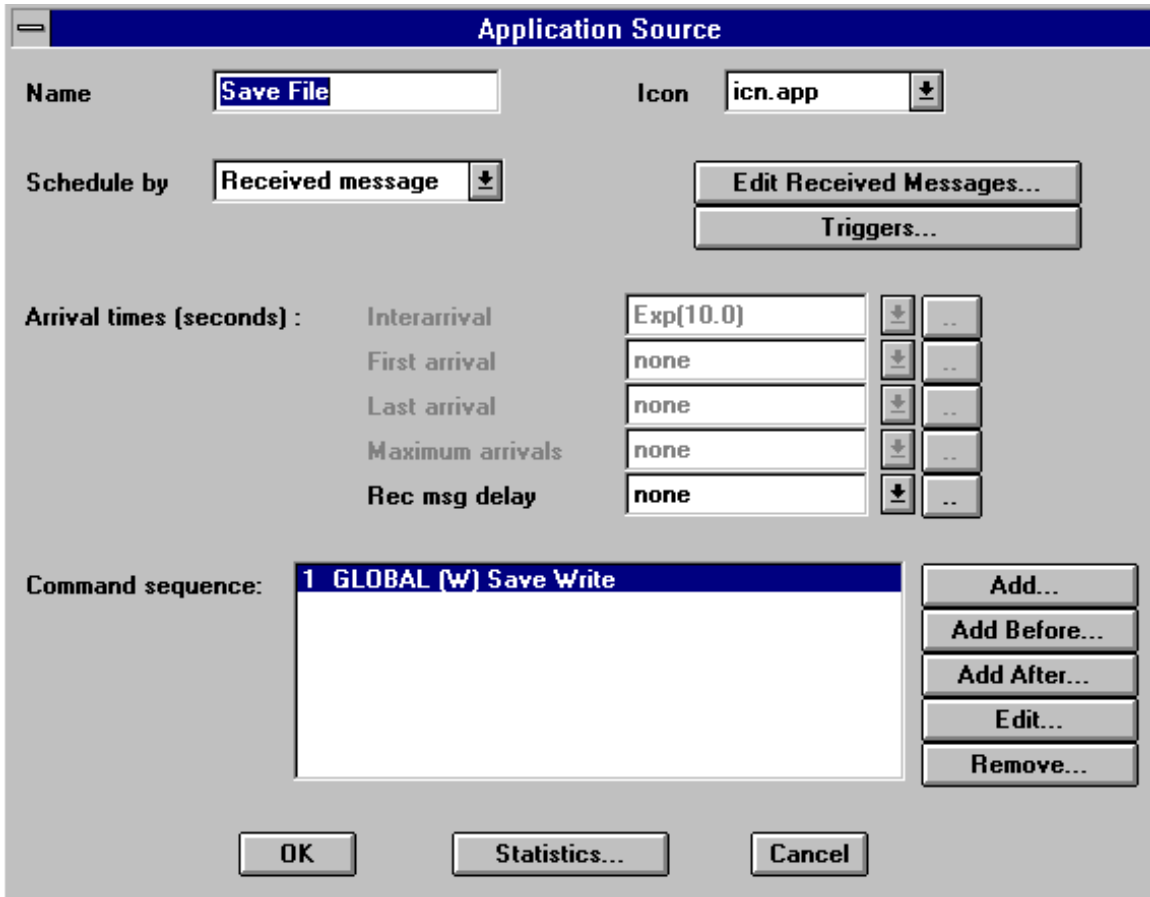 Application Source
Name Save File Icon icn.app
Schedule by Received message Edit Received Messages...
Triggers...
Arrival times (seconds) : Interarrival Exp(10.0) ..
First arrival none ..
Last arrival none ..
Maximum arrivals none ..
Rec msg delay none ..
Command sequence: 1 GLOBAL (W) Save Write Add...
Add Before...
Add After...
Edit...
Remove...
OK Statistics... Cancel